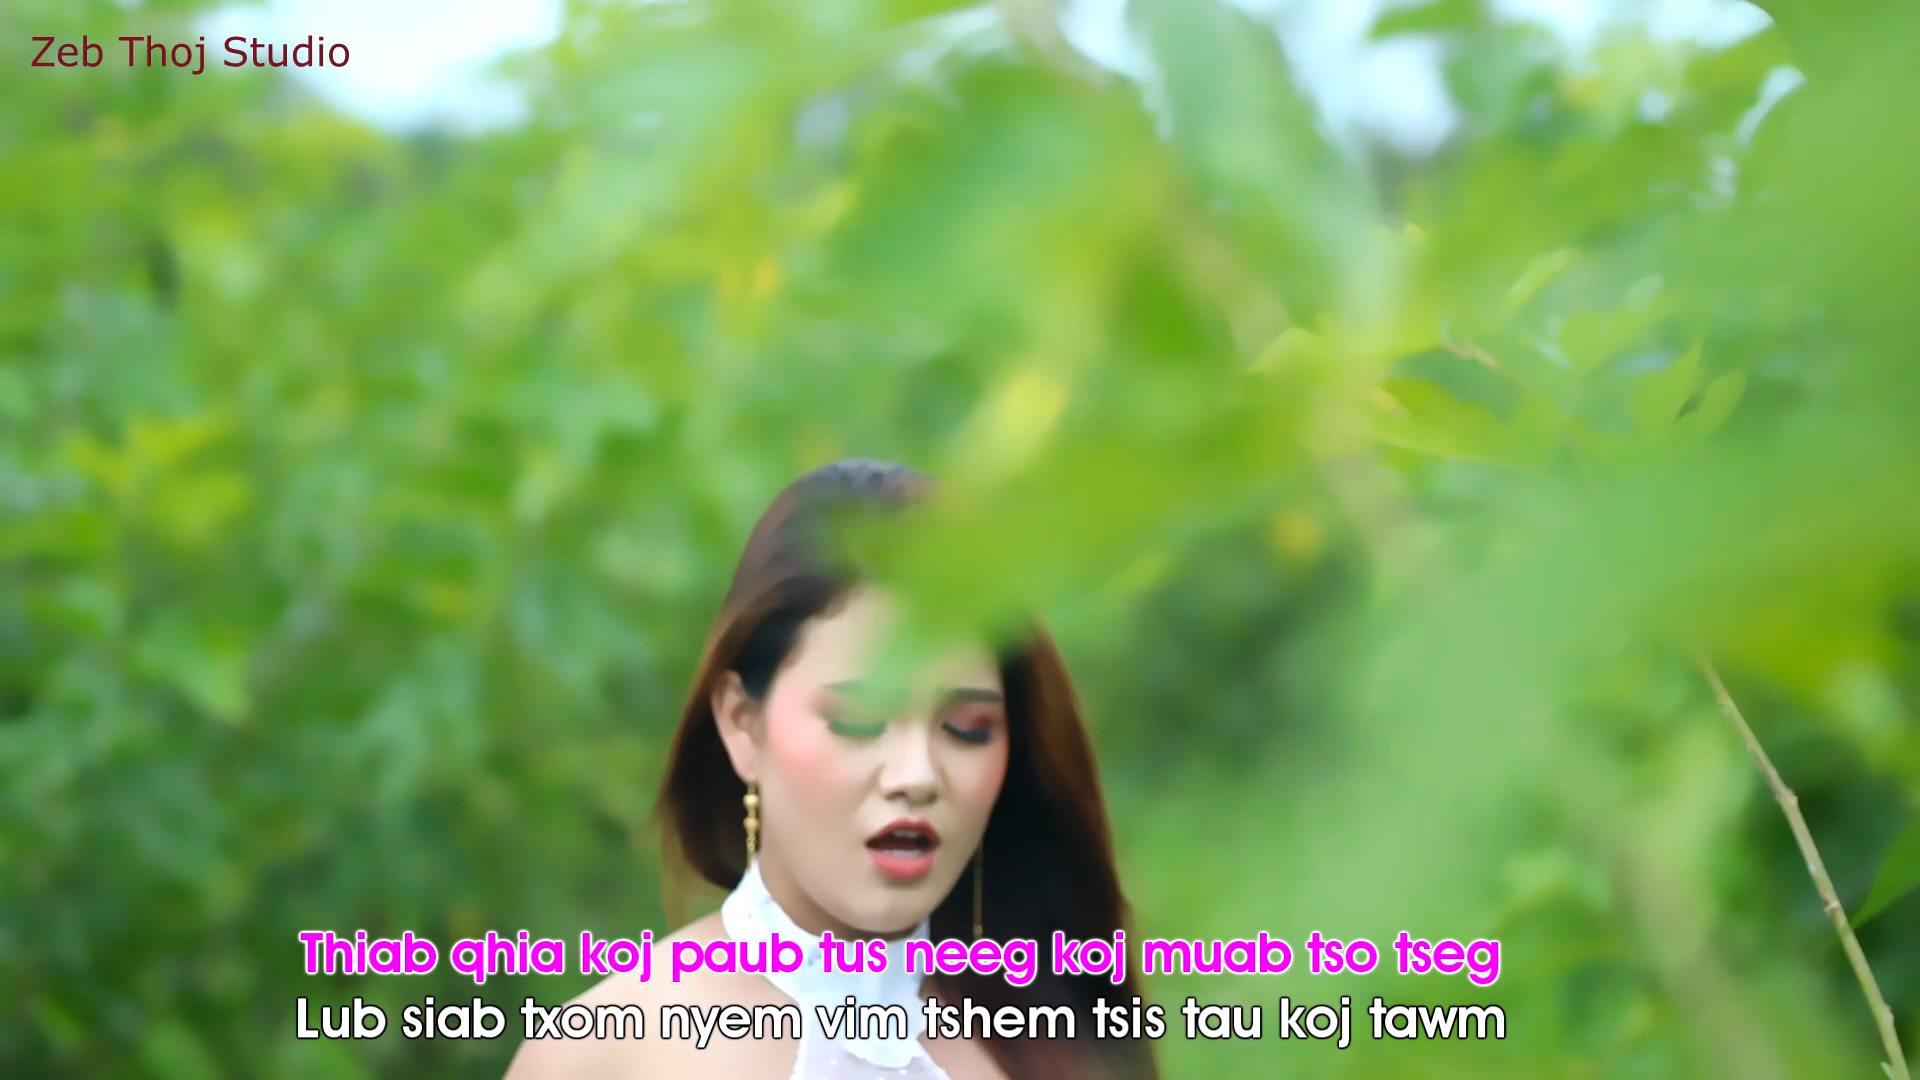 Zeb Thoj Studio
Thiab qhia koj paub tus neeg koj muab tso tseg
Lub siab txom nyem vim tshem tsis tau koj tawm